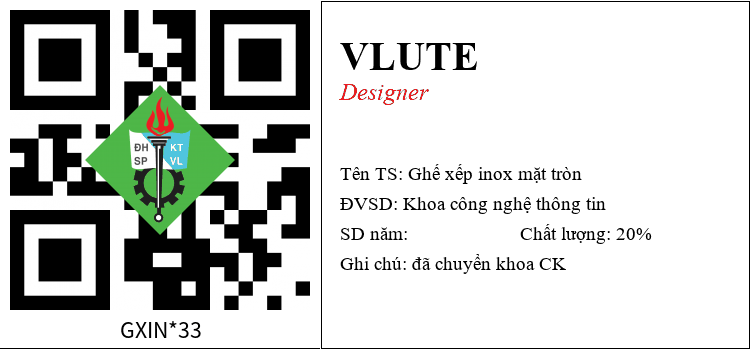 ĐH KT
SP VL
GXIN*33
VLUTE
Designer
Tên TS: Ghế xếp inox mặt tròn
ĐVSD: Khoa công nghệ thông tin
SD năm: Chất lượng: 20%
Ghi chú: đã chuyển khoa CK